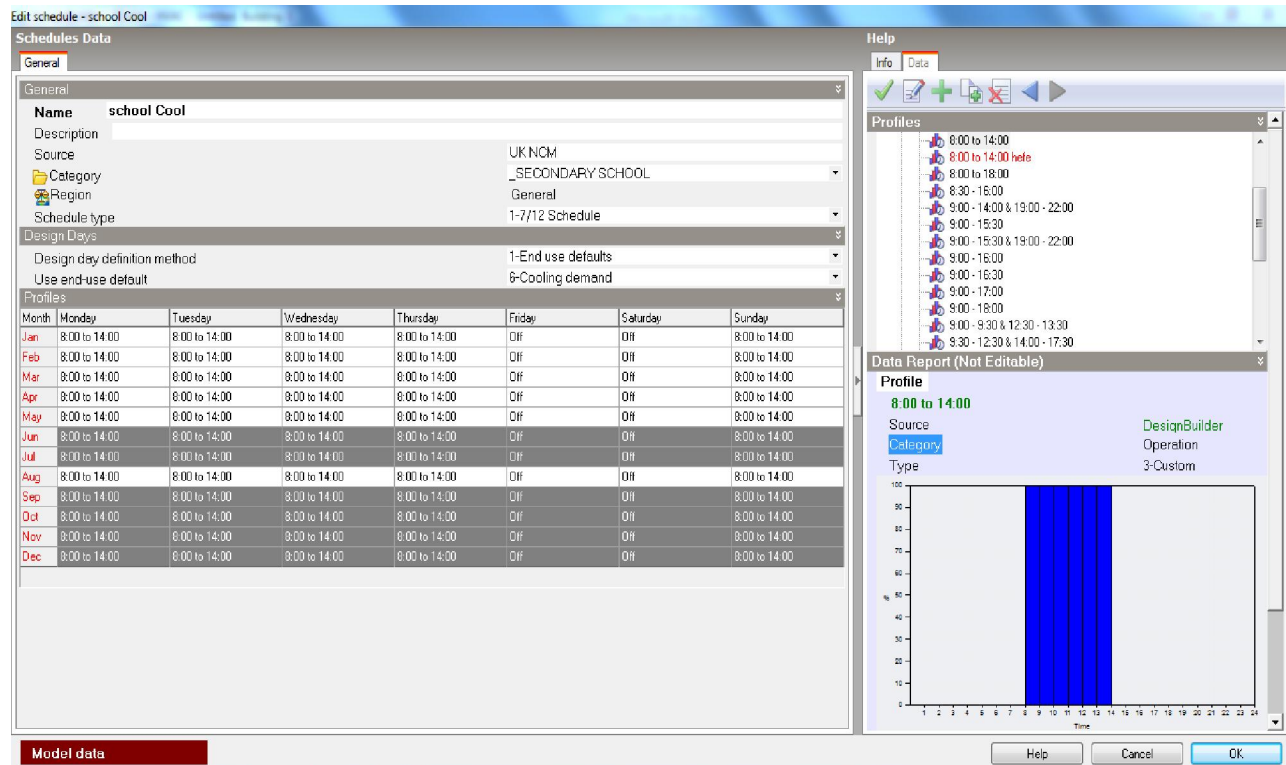 Edit schedule - school Cool
Schedules Data
General
General
Name school Cool
Description
Source UK NCM
Category _SECONDARY SCHOOL
Region General
Schedule type 1-7/12 Schedule
Design Days
Design day definition method 1-End use defaults
Use end-use default 6-Cooling demand
Profiles
Month Monday Tuesday Wednesday Thursday Friday Saturday Sunday
Jan 8:00 to 14:00 8:00 to 14:00 8:00 to 14:00 8:00 to 14:00 Off Off 8:00 to 14:00
Feb 8:00 to 14:00 8:00 to 14:00 8:00 to 14:00 8:00 to 14:00 Off Off 8:00 to 14:00
Mar 8:00 to 14:00 8:00 to 14:00 8:00 to 14:00 8:00 to 14:00 Off Off 8:00 to 14:00
Apr 8:00 to 14:00 8:00 to 14:00 8:00 to 14:00 8:00 to 14:00 Off Off 8:00 to 14:00
May 8:00 to 14:00 8:00 to 14:00 8:00 to 14:00 8:00 to 14:00 Off Off 8:00 to 14:00
Jun 8:00 to 14:00 8:00 to 14:00 8:00 to 14:00 8:00 to 14:00 Off Off 8:00 to 14:00
Jul 8:00 to 14:00 8:00 to 14:00 8:00 to 14:00 8:00 to 14:00 Off Off 8:00 to 14:00
Aug 8:00 to 14:00 8:00 to 14:00 8:00 to 14:00 8:00 to 14:00 Off Off 8:00 to 14:00
Sep 8:00 to 14:00 8:00 to 14:00 8:00 to 14:00 8:00 to 14:00 Off Off 8:00 to 14:00
Oct 8:00 to 14:00 8:00 to 14:00 8:00 to 14:00 8:00 to 14:00 Off Off 8:00 to 14:00
Nov 8:00 to 14:00 8:00 to 14:00 8:00 to 14:00 8:00 to 14:00 Off Off 8:00 to 14:00
Dec 8:00 to 14:00 8:00 to 14:00 8:00 to 14:00 8:00 to 14:00 Off Off 8:00 to 14:00
Model data
Help
Info Data
Profiles
8:00 to 14:00
8:00 to 14:00 hefe
8:00 to 18:00
8:30 - 16:00
9:00 - 14:00 & 19:00 - 22:00
9:00 - 15:30
9:00 - 15:30 & 19:00 - 22:00
9:00 - 16:00
9:00 - 16:30
9:00 - 17:00
9:00 - 18:00
9:00 - 9:30 & 12:30 - 13:30
9:30 - 12:30 & 14:00 - 17:30
Data Report (Not Editable)
Profile
8:00 to 14:00
Source DesignBuilder
Category Operation
Type 3-Custom
100
90
80
70
60
% 50
40
30
20
10
0
1 2 3 4 5 6 7 8 9 10 11 12 13 14 15 16 17 18 19 20 21 22 23 24
Time
Help Cancel OK